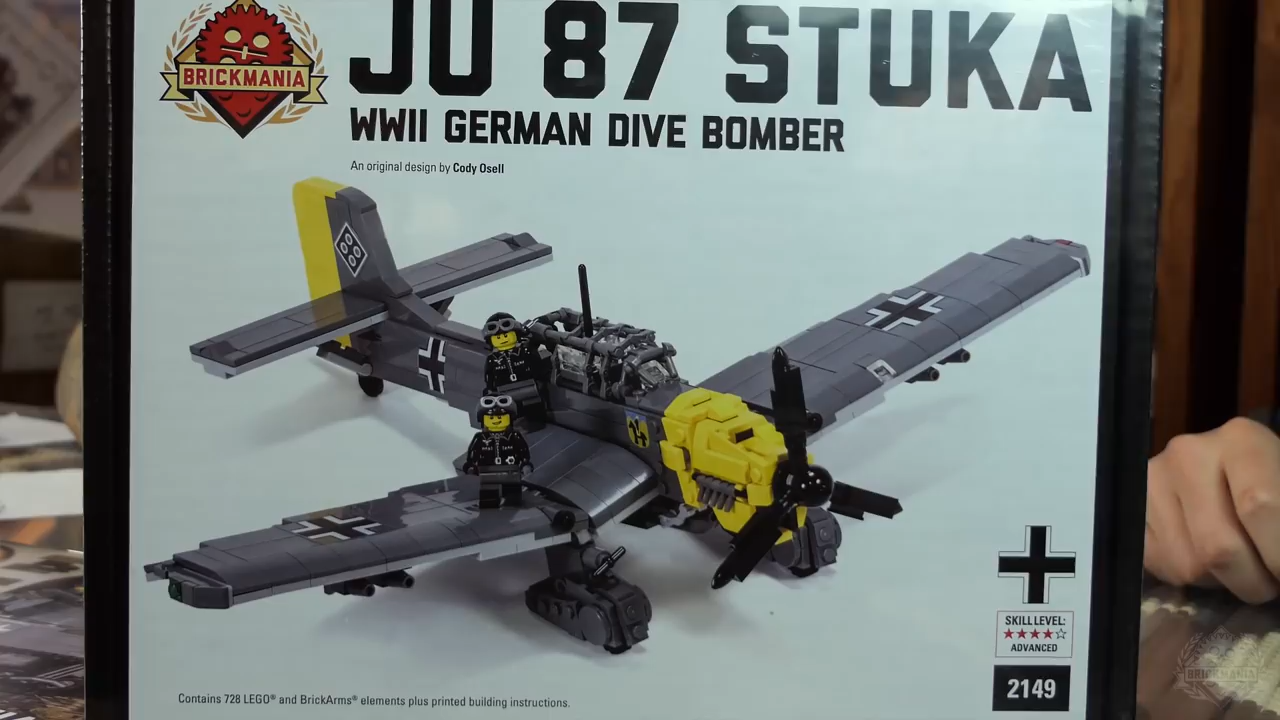 BRICKMANIA
JU 87 STUKA
WWII GERMAN DIVE BOMBER
An original design by Cody Osell
SKILL LEVEL:
ADVANCED
2149
Contains 728 LEGO® and BrickArms® elements plus printed building instructions.
BRICKMANIA